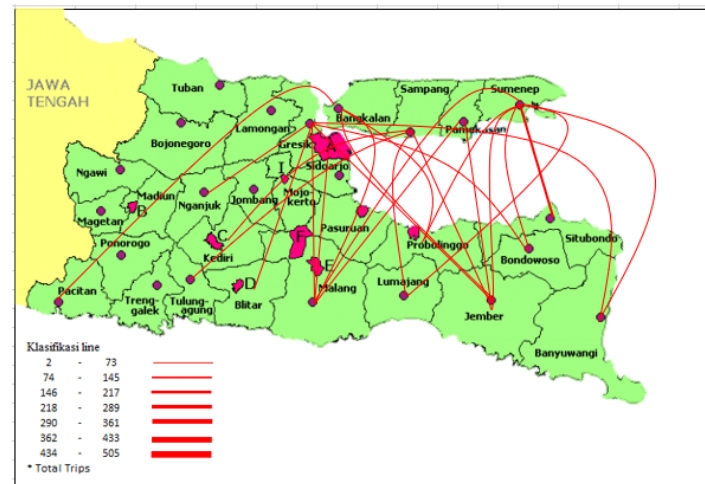 JAWA
TENGAH
Tuban
Sampang
Sumenep
Lamongan
Bangkalan
Pamekasan
Bojonegoro
Gresik
A
Sidoarjo
Ngawi
I
Madiun
Nganjuk
Jombang
Mojo-
kerto
Magetan
B
Pasuruan
Ponorogo
C
F
Probolinggo
Situbondo
Kediri
Bondowoso
E
Pacitan
Treng-
galek
Tulung-
agung
D
Blitar
Malang
Lumajang
Jember
Banyuwangi
Klasifikasi line
2 - 73
74 - 145
146 - 217
218 - 289
290 - 361
362 - 433
434 - 505
* Total Trips